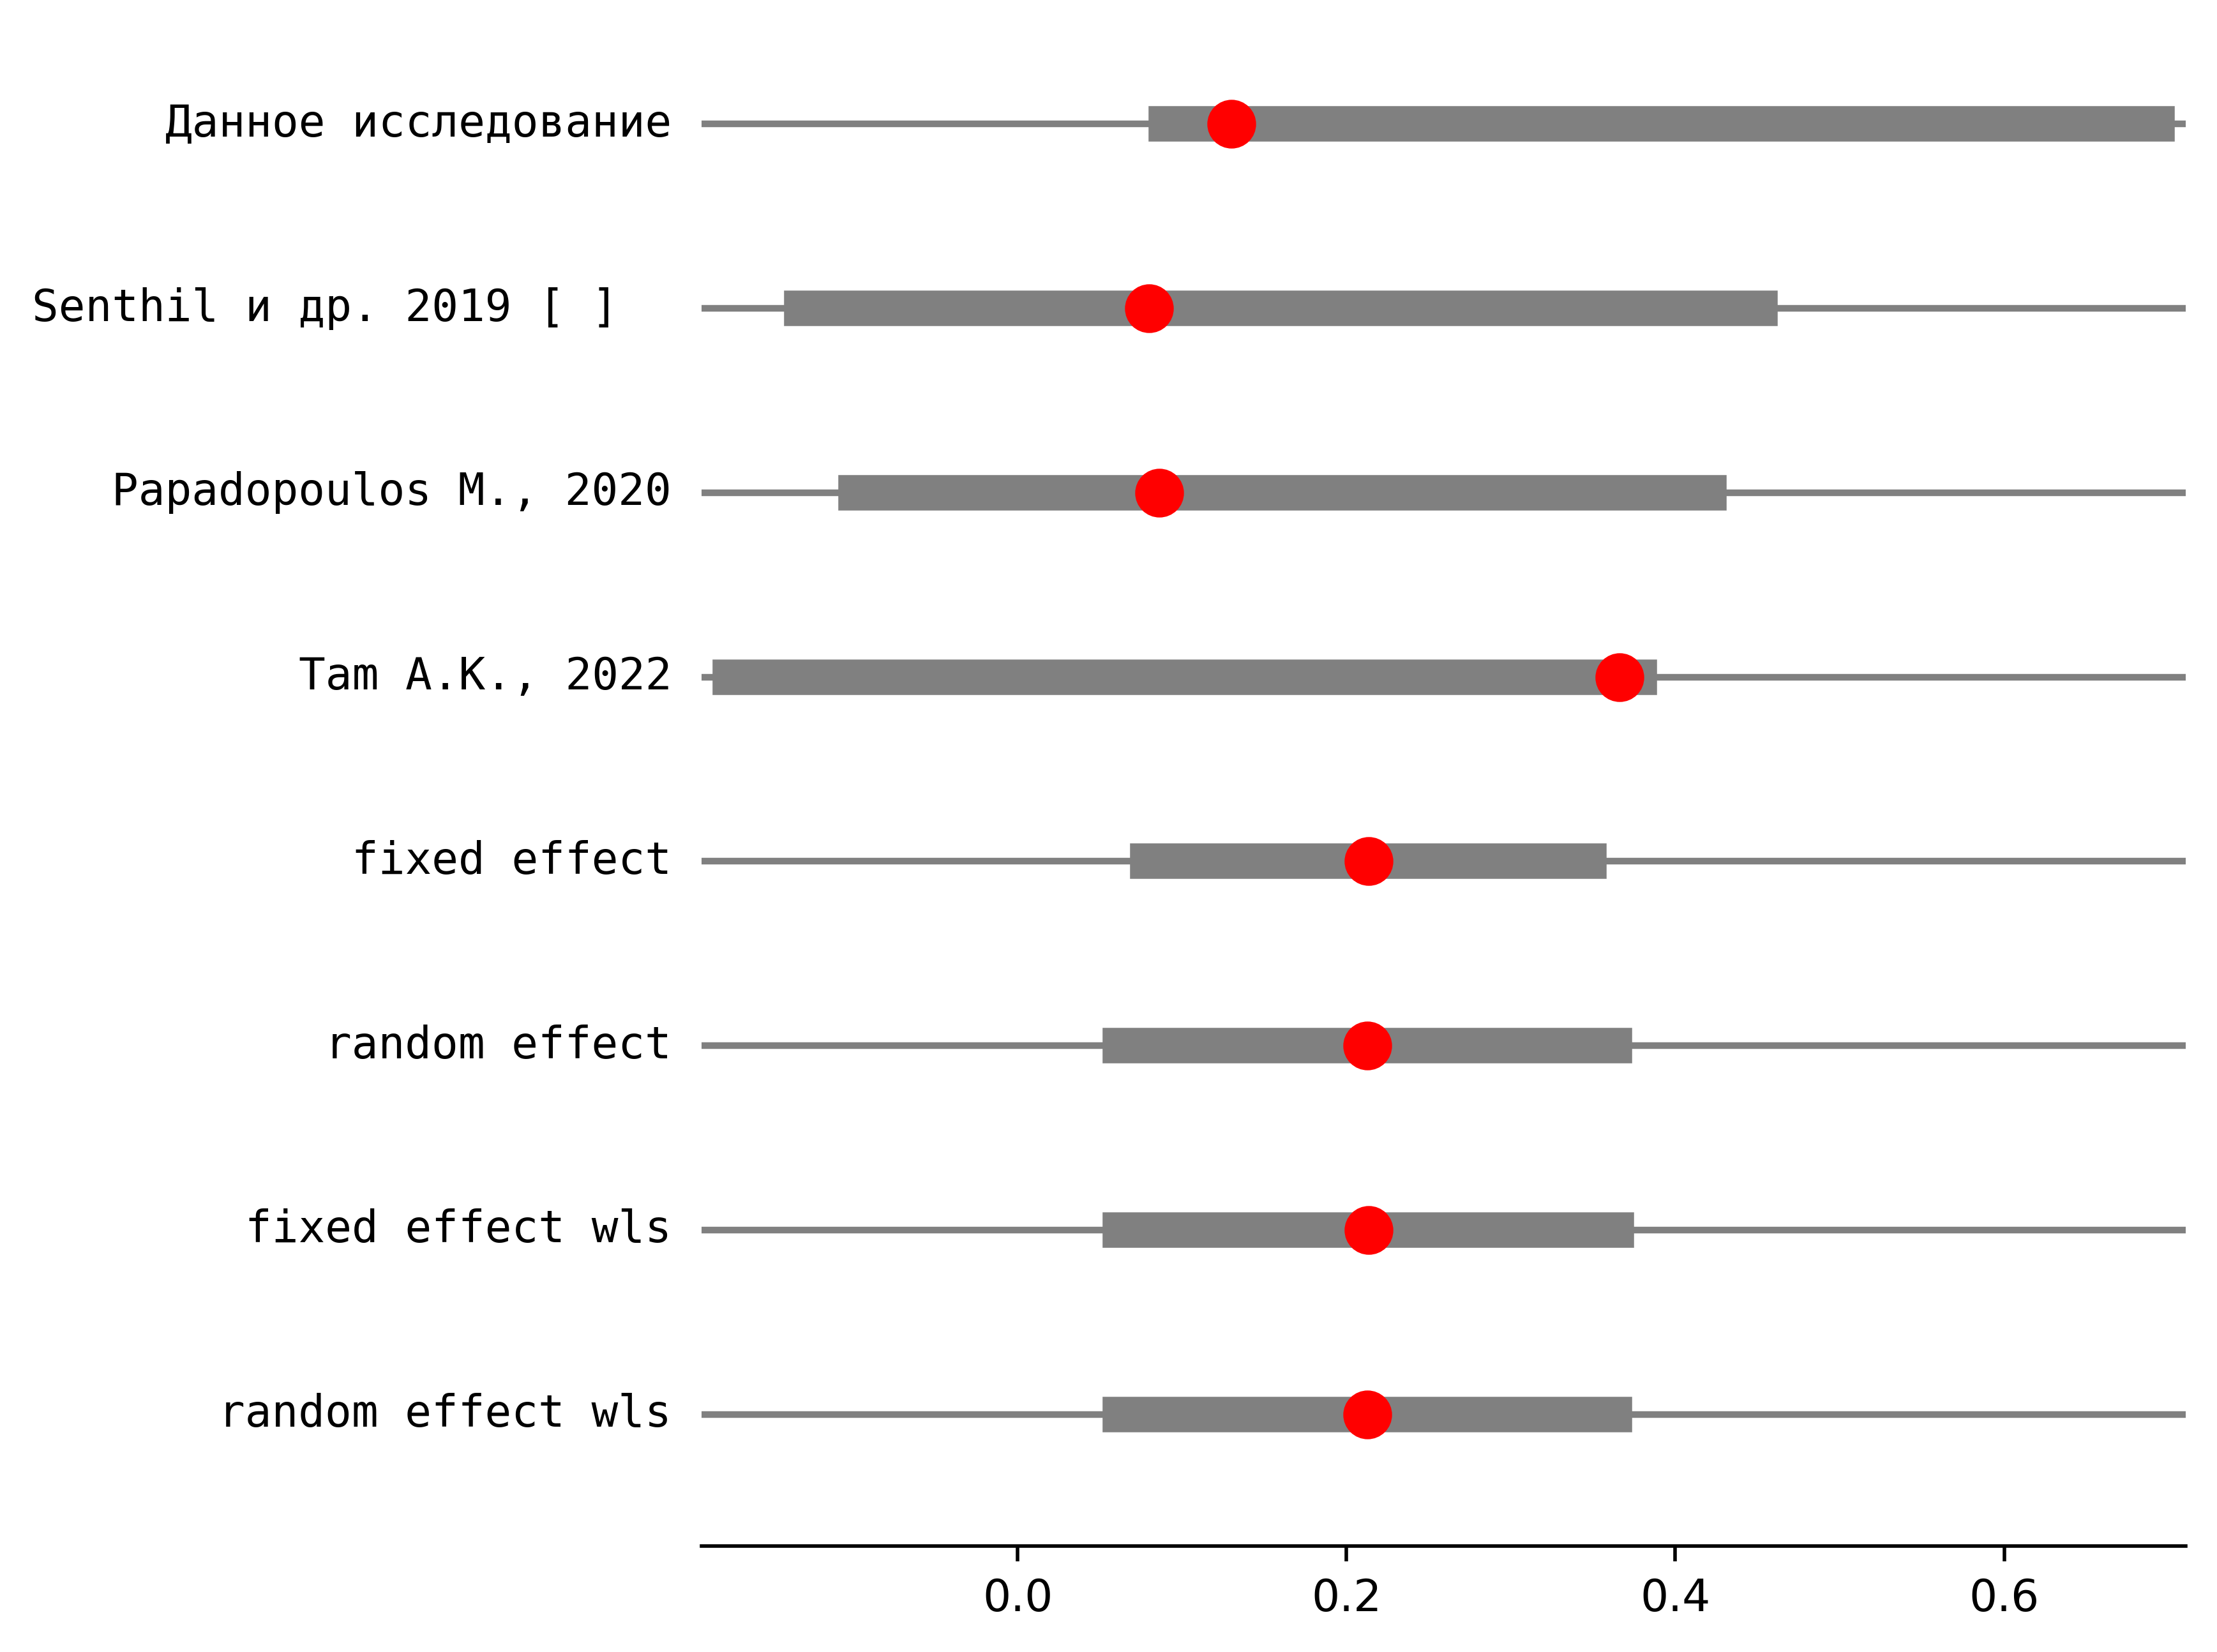 Данное исследование
Senthil и др. 2019 [ ]
Papadopoulos M., 2020
Tam A.K., 2022
fixed effect
random effect
fixed effect wls
random effect wls
0.0 0.2 0.4 0.6